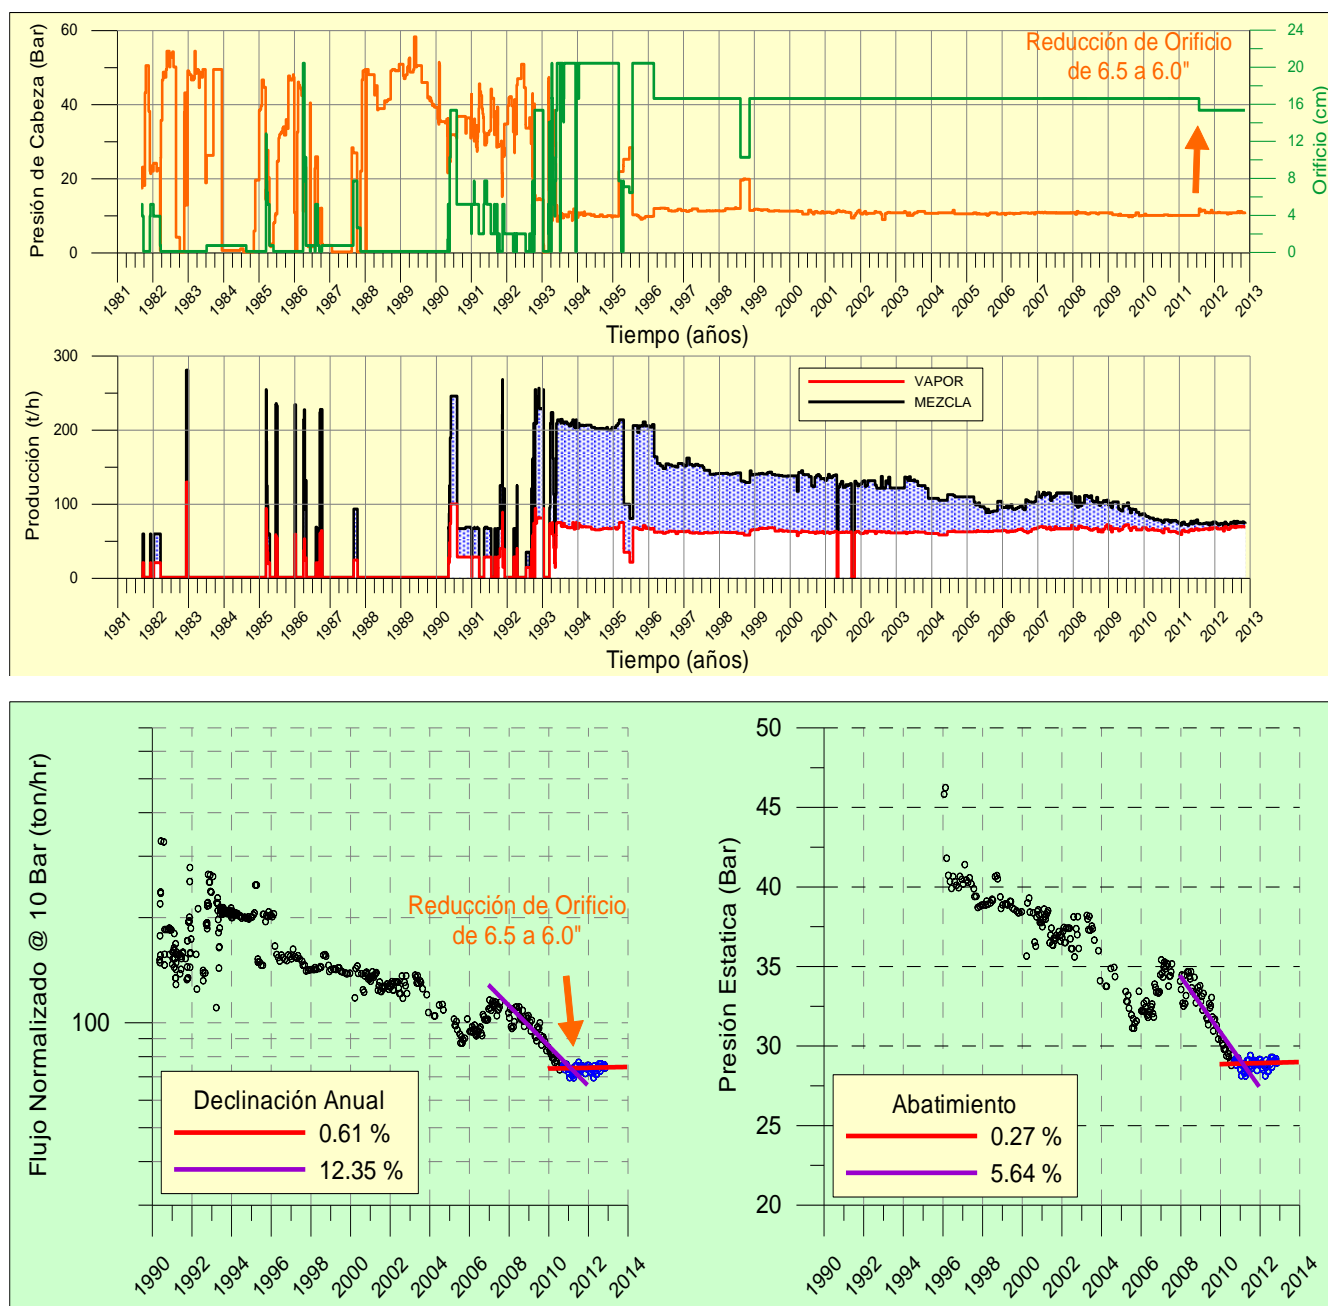 60
40
20
0
Presión de Cabeza (Bar)
24
20
16
12
8
4
0
Orificio (cm)
Reducción de Orificio
de 6.5 a 6.0"
1981 1982 1983 1984 1985 1986 1987 1988 1989 1990 1991 1992 1993 1994 1995 1996 1997 1998 1999 2000 2001 2002 2003 2004 2005 2006 2007 2008 2009 2010 2011 2012 2013
Tiempo (años)
300
200
100
0
Producción (t/h)
VAPOR
MEZCLA
1981 1982 1983 1984 1985 1986 1987 1988 1989 1990 1991 1992 1993 1994 1995 1996 1997 1998 1999 2000 2001 2002 2003 2004 2005 2006 2007 2008 2009 2010 2011 2012 2013
Tiempo (años)
Flujo Normalizado @ 10 Bar (ton/hr)
100
Reducción de Orificio
de 6.5 a 6.0"
Declinación Anual
0.61 %
12.35 %
1990 1992 1994 1996 1998 2000 2002 2004 2006 2008 2010 2012 2014
Presión Estatica (Bar)
50
45
40
35
30
25
20
Abatimiento
0.27 %
5.64 %
1990 1992 1994 1996 1998 2000 2002 2004 2006 2008 2010 2012 2014